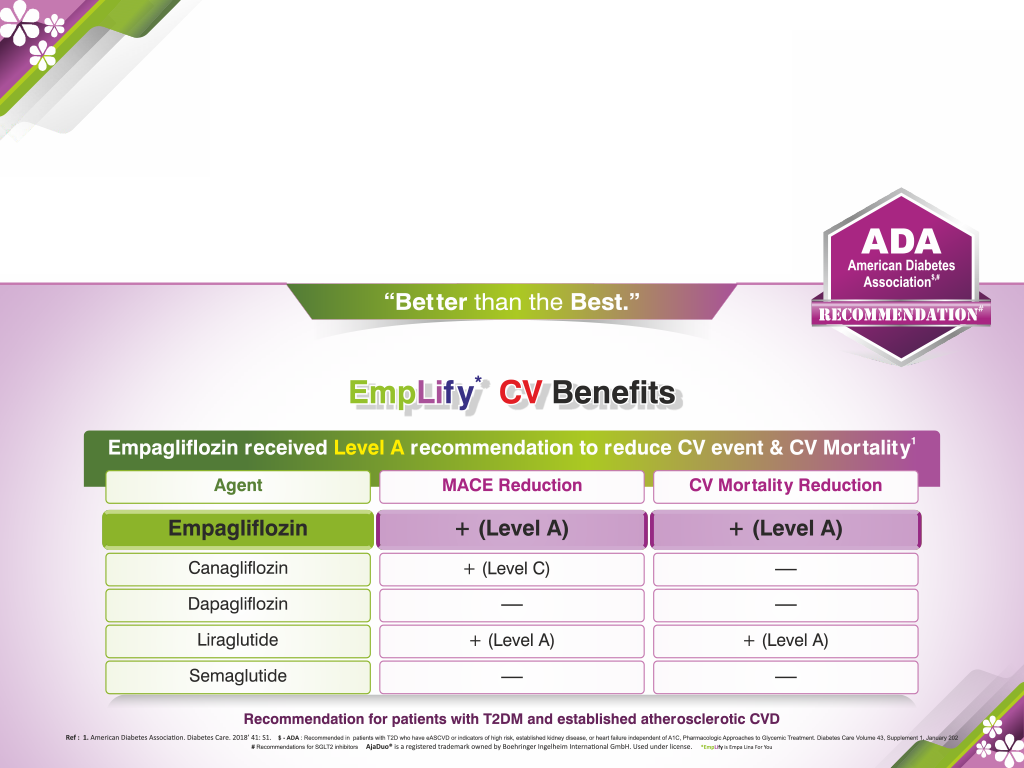 ADA
American Diabetes
Association$,#
RECOMMENDATION#
“Better than the Best.”
EmpLify* CV Benefits
Empagliflozin received Level A recommendation to reduce CV event & CV Mortality1
Agent MACE Reduction CV Mortality Reduction
Empagliflozin + (Level A) + (Level A)
Canagliflozin + (Level C) —
Dapagliflozin — —
Liraglutide + (Level A) + (Level A)
Semaglutide — —
Recommendation for patients with T2DM and established atherosclerotic CVD
Ref : 1. American Diabetes Association. Diabetes Care. 2018' 41: S1. $ - ADA : Recommended in patients with T2D who have eASCVD or indicators of high risk, established kidney disease, or heart failure independent of A1C, Pharmacologic Approaches to Glycemic Treatment. Diabetes Care Volume 43, Supplement 1, January 202
# Recommendations for SGLT2 inhibitors AjaDuo® is a registered trademark owned by Boehringer Ingelheim International GmbH. Used under license. *EmpLify is Empa Lina For You